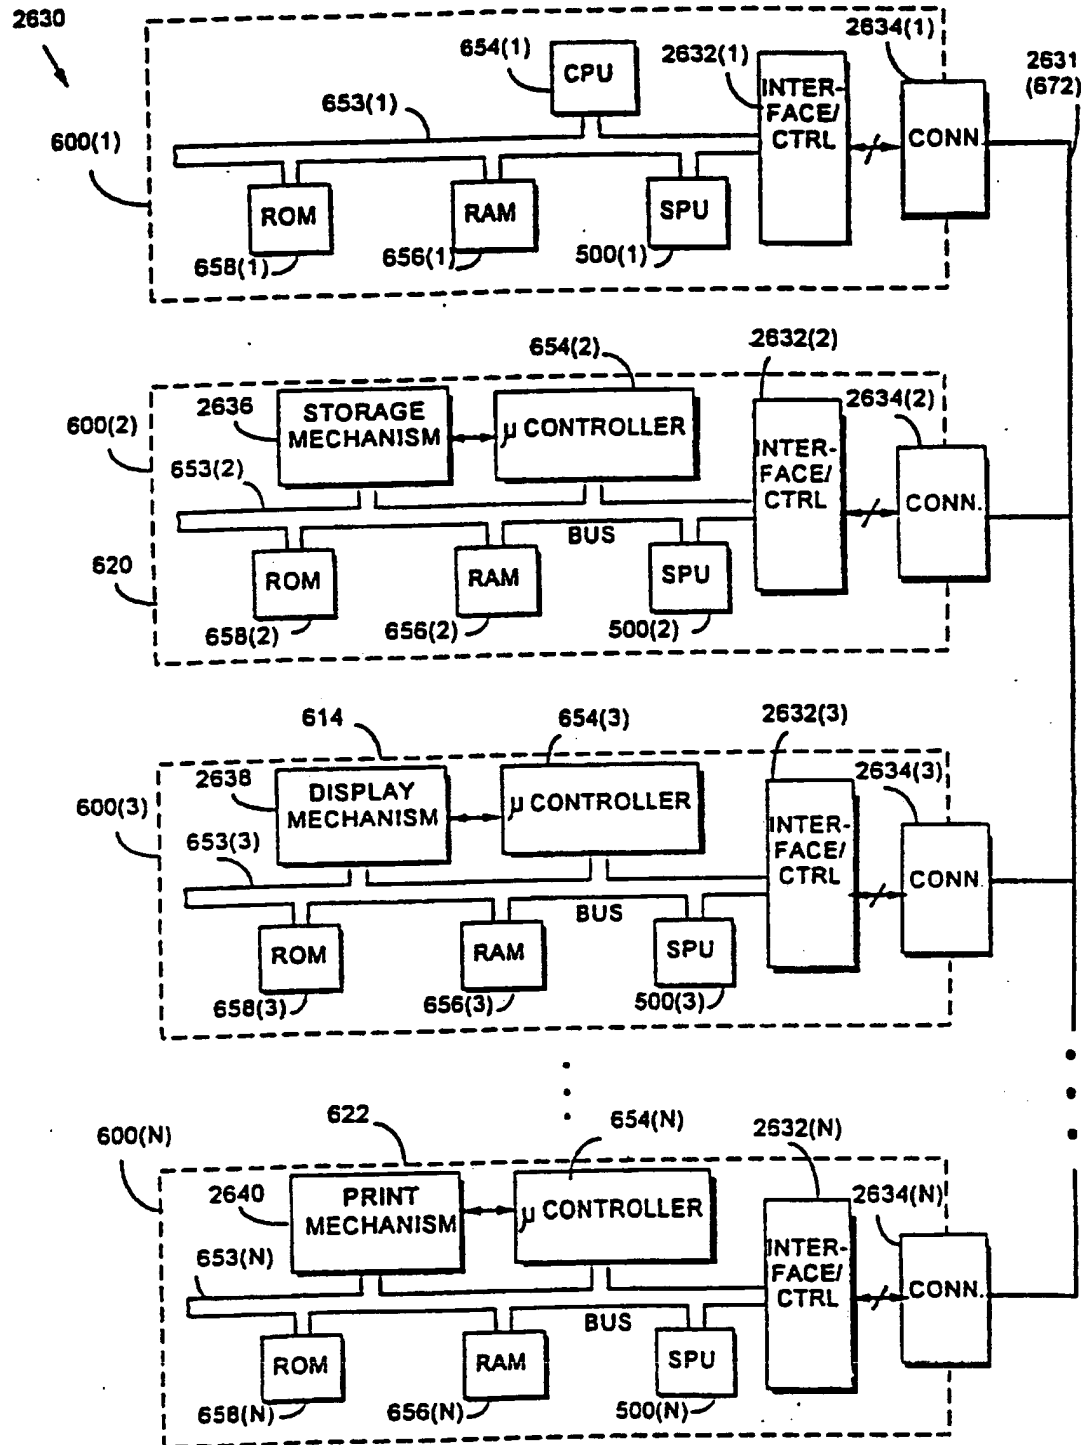 2630
654(1)
2632(1)
2634(1)
2631
(672)
CPU
INTER-
FACE/
CTRL
653(1)
600(1)
CONN.
ROM
RAM
SPU
658(1)
656(1)
500(1)
654(2)
2632(2)
2636
STORAGE
MECHANISM
μ CONTROLLER
2634(2)
600(2)
653(2)
INTER-
FACE/
CTRL
CONN.
BUS
620
ROM
RAM
SPU
658(2)
656(2)
500(2)
614
654(3)
2632(3)
2638
DISPLAY
MECHANISM
μ CONTROLLER
2634(3)
600(3)
653(3)
INTER-
FACE/
CTRL
CONN.
BUS
ROM
RAM
SPU
658(3)
656(3)
500(3)
622
654(N)
2632(N)
600(N)
2640
PRINT
MECHANISM
μ CONTROLLER
2634(N)
653(N)
INTER-
FACE/
CTRL
CONN.
BUS
ROM
RAM
SPU
658(N)
656(N)
500(N)